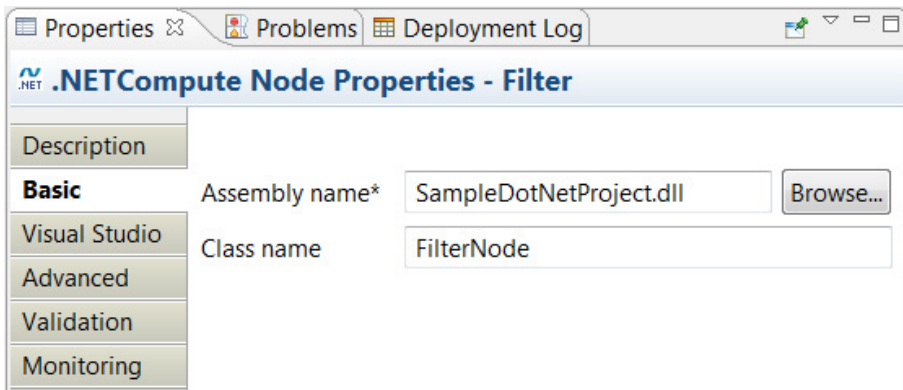 Properties Problems Deployment Log
.NET .NETCompute Node Properties - Filter
Description
Basic
Assembly name* SampleDotNetProject.dll Browse...
Visual Studio
Class name FilterNode
Advanced
Validation
Monitoring